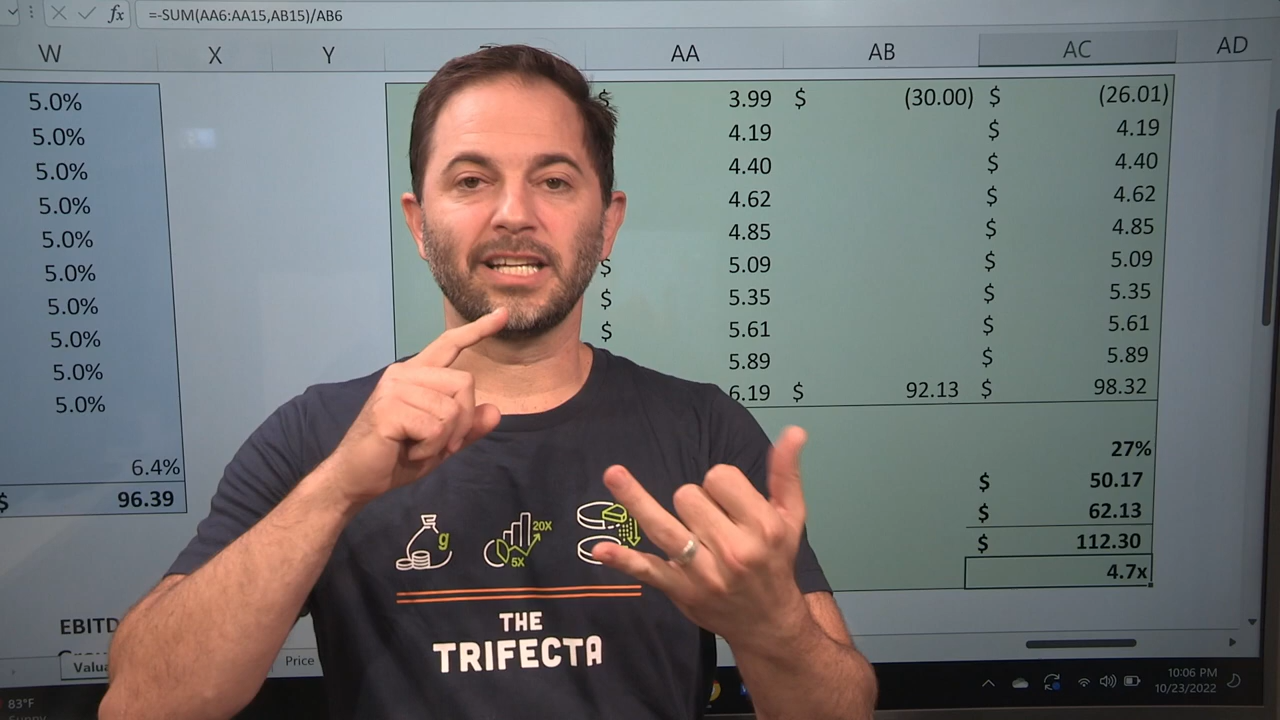 fx =-SUM(AA6:AA15,AB15)/AB6
W X Y AA AB AC AD
5.0% $ 3.99 $ (30.00) $ (26.01)
5.0% 4.19 $ 4.19
5.0% 4.40 $ 4.40
5.0% 4.62 $ 4.62
5.0% 4.85 $ 4.85
5.0% $ 5.09 $ 5.09
5.0% $ 5.35 $ 5.35
5.0% $ 5.61 $ 5.61
5.0% 5.89 $ 5.89
5.0% 6.19 $ 92.13 $ 98.32
27%
6.4% $ 50.17
$ 96.39 $ 62.13
$ 112.30
4.7x
g 5X 20X
THE
TRIFECTA
EBITD
Valua Price
83°F
Sunny
10:06 PM
10/23/2022